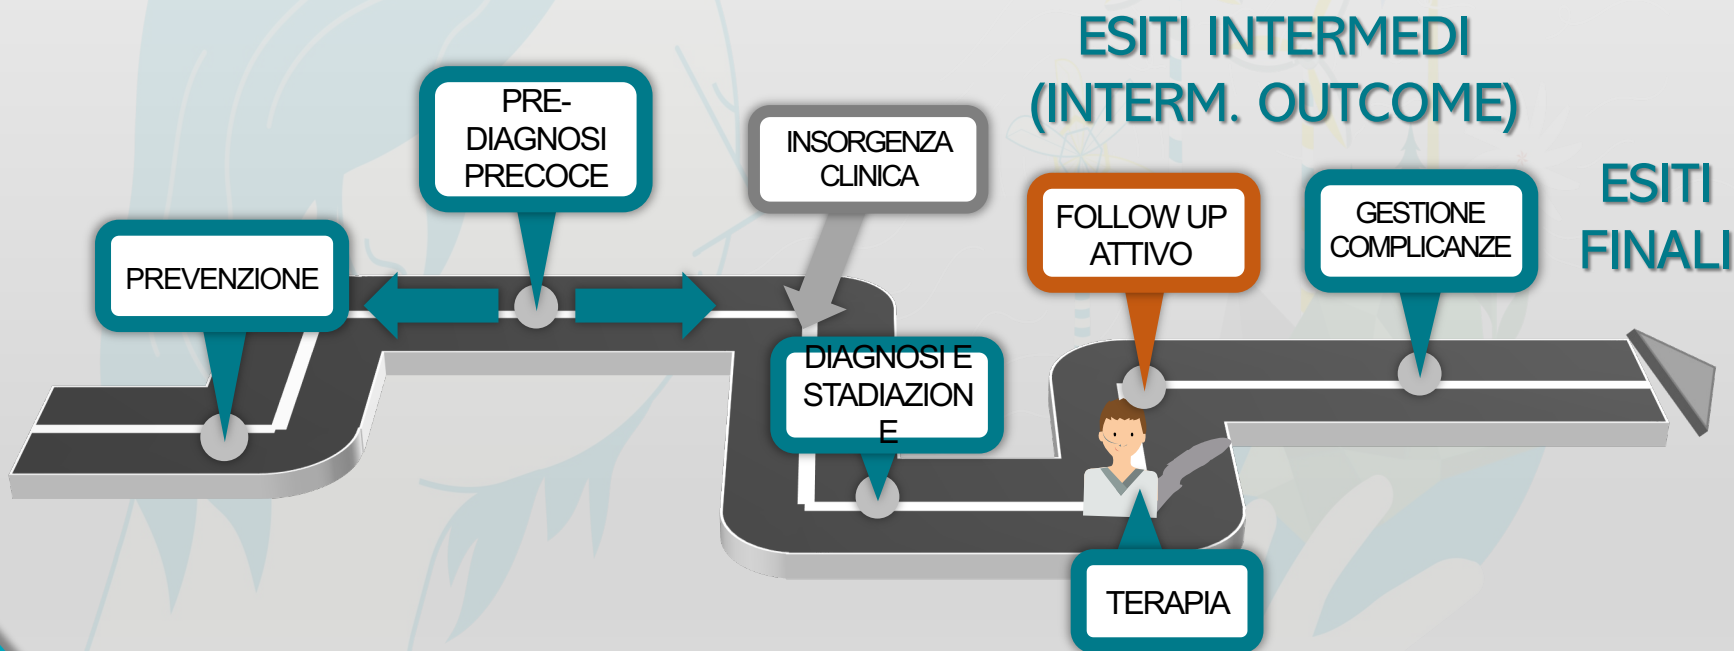 ESITI INTERMEDI
(INTERM. OUTCOME)
ESITI
FINALI
PREVENZIONE
PRE-
DIAGNOSI
PRECOCE
INSORGENZA
CLINICA
DIAGNOSI E
STADIAZION
E
TERAPIA
FOLLOW UP
ATTIVO
GESTIONE
COMPLICANZE